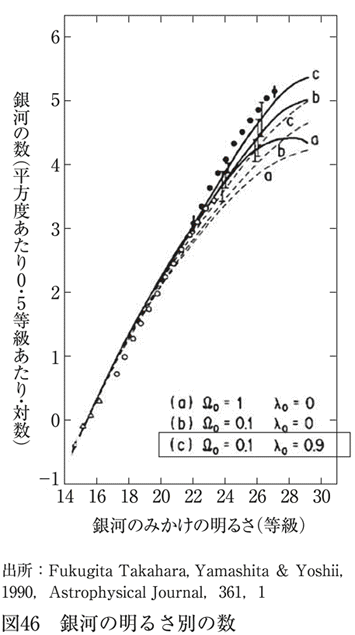 銀河の数(平方度あたり0・5等級あたり・対数)
6
5
4
3
2
1
0
−1
c
b
c
a
b
a
(a) Ω₀ = 1 λ₀ = 0
(b) Ω₀ = 0.1 λ₀ = 0
(c) Ω₀ = 0.1 λ₀ = 0.9
14 16 18 20 22 24 26 28 30
銀河のみかけの明るさ(等級)
出所：Fukugita Takahara, Yamashita & Yoshii,
1990, Astrophysical Journal, 361, 1
図46 銀河の明るさ別の数